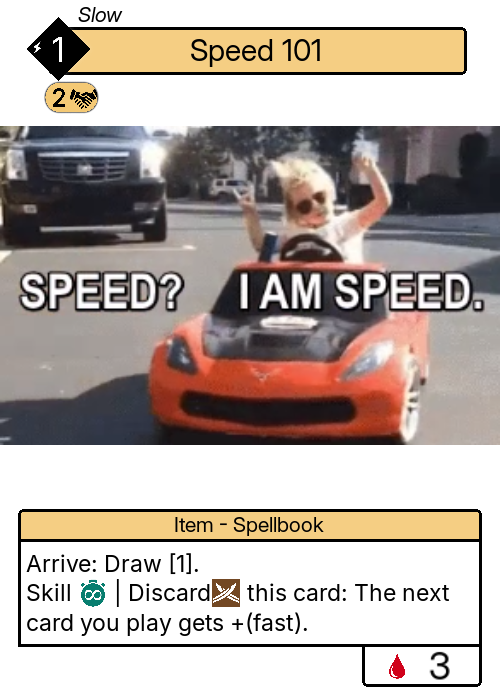 Slow
1
Speed 101
2
SPEED? I AM SPEED.
Item - Spellbook
Arrive: Draw [1].
Skill | Discard this card: The next
card you play gets +(fast).
3